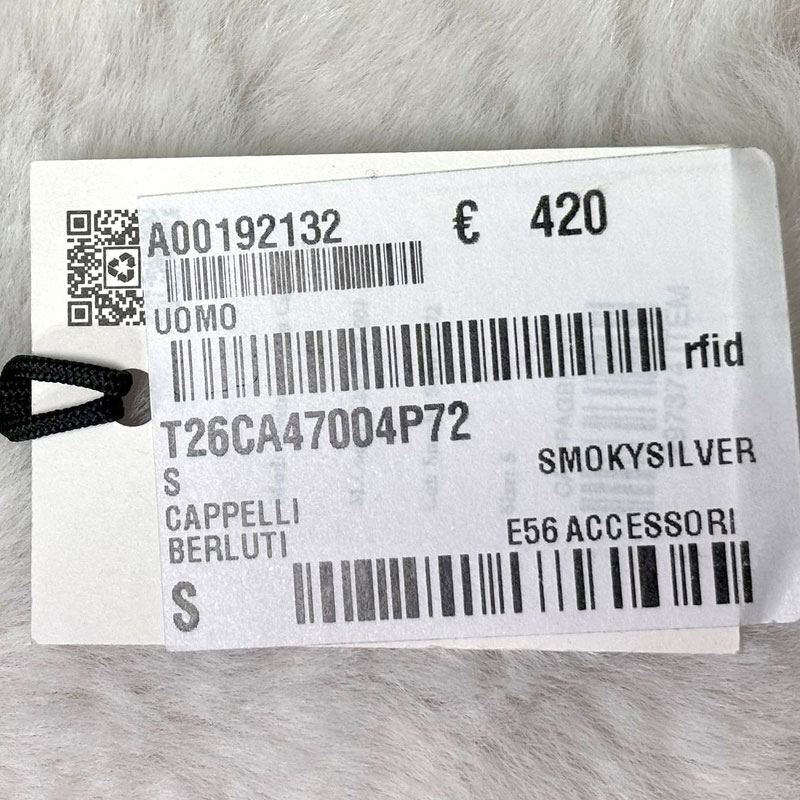 A00192132 € 420
UOMO
rfid
T26CA47004P72
S SMOKYSILVER
CAPPELLI
BERLUTI E56 ACCESSORI
S